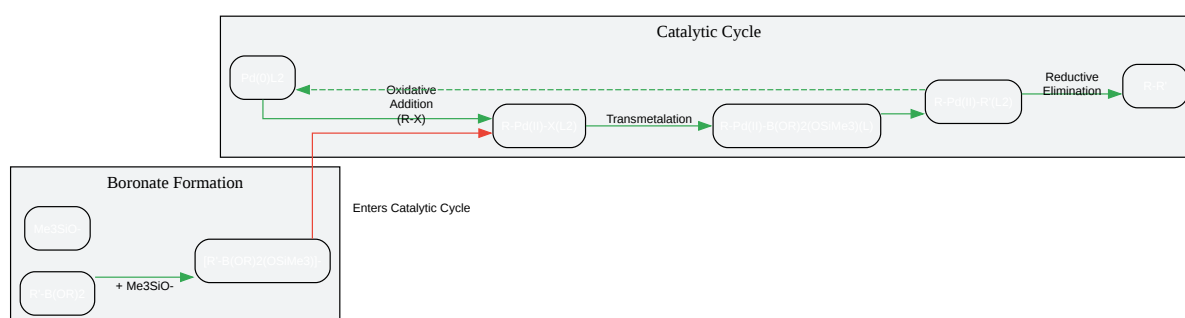 Catalytic Cycle
Pd(0)L2
Oxidative
Addition
(R-X)
R-Pd(II)-X(L2)
Transmetalation
R-Pd(II)-B(OR)2(OSiMe3)(L)
R-Pd(II)-R'(L2)
Reductive
Elimination
R-R'
Boronate Formation
Me3SiO-
R'-B(OR)2
+ Me3SiO-
[R'-B(OR)2(OSiMe3)]-
Enters Catalytic Cycle